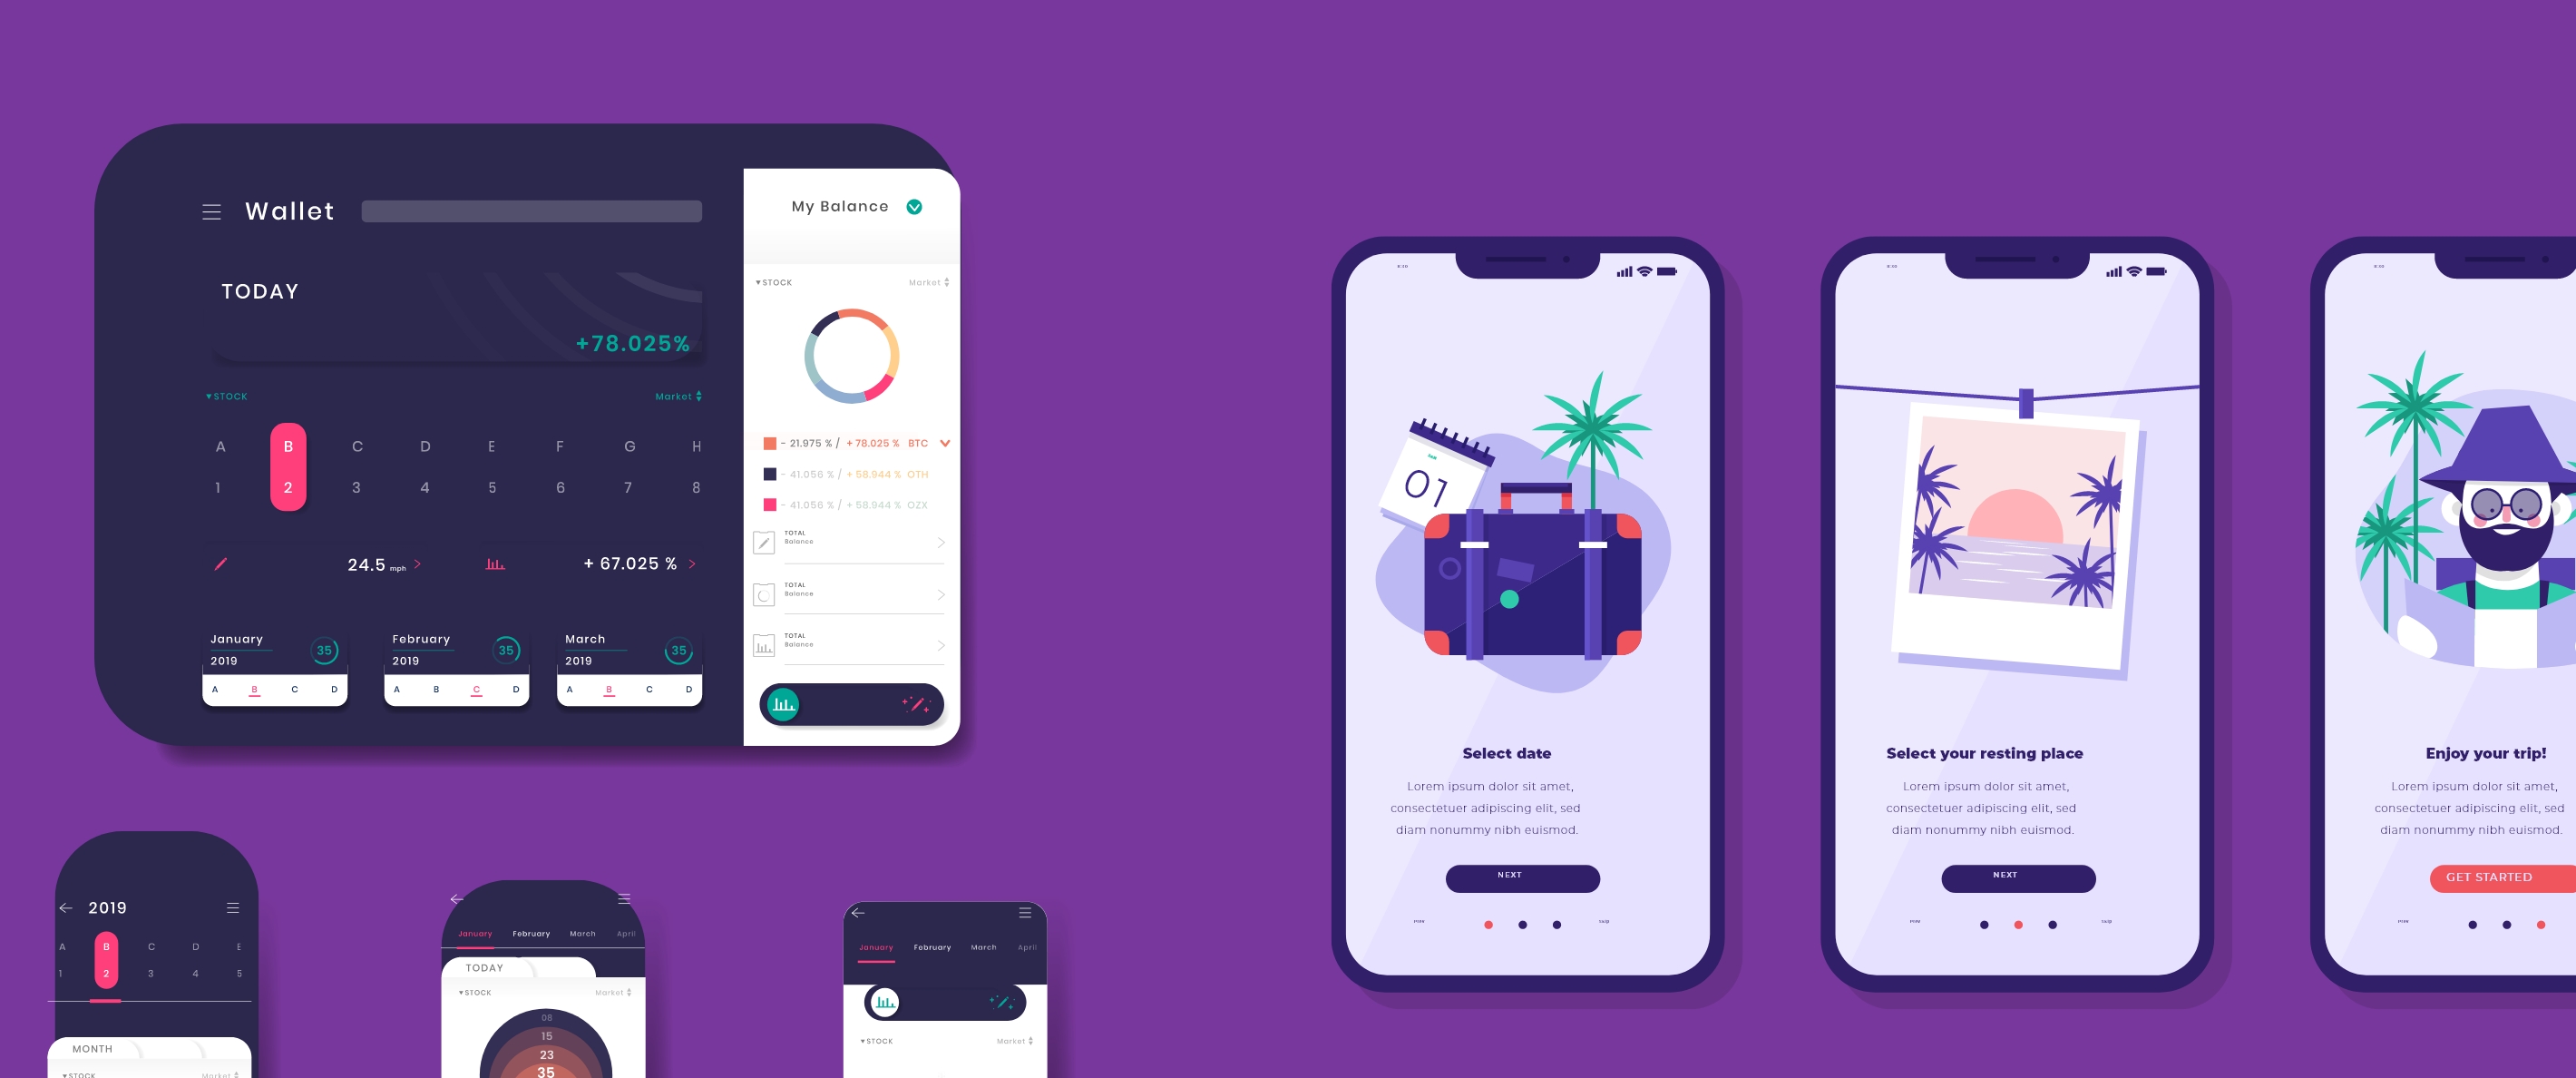 Wallet
TODAY
+78.025%
▾STOCK Market
A B C D E F G H
1 2 3 4 5 6 7 8
24.5 mph
+ 67.025 %
January
2019
35
A B C D
February
2019
35
A B C D
March
2019
35
A B C D
My Balance
▾STOCK Market
- 21.975 % / + 78.025 % BTC
- 41.056 % / + 58.944 % OTH
- 41.056 % / + 58.944 % OZX
TOTAL
Balance
TOTAL
Balance
TOTAL
Balance
2019
A B C D E
1 2 3 4 5
MONTH
▾STOCK Market
January February March April
TODAY
▾STOCK Market
08
15
23
35
January February March April
▾STOCK Market
JAN
01
Select date
Lorem ipsum dolor sit amet,
consectetuer adipiscing elit, sed
diam nonummy nibh euismod.
NEXT
Select your resting place
Lorem ipsum dolor sit amet,
consectetuer adipiscing elit, sed
diam nonummy nibh euismod.
NEXT
Enjoy your trip!
Lorem ipsum dolor sit amet,
consectetuer adipiscing elit, sed
diam nonummy nibh euismod.
GET STARTED